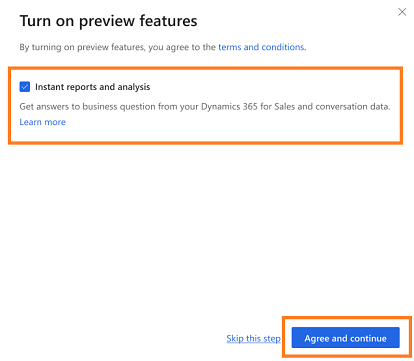 Turn on preview features
By turning on preview features, you agree to the terms and conditions.
Instant reports and analysis
Get answers to business question from your Dynamics 365 for Sales and conversation data.
Learn more
Skip this step
Agree and continue